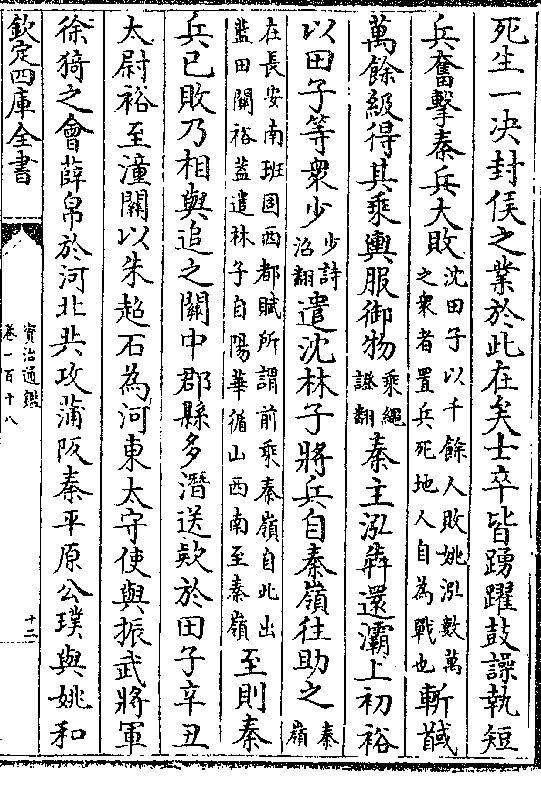 死生一决封侯之業於此在矣士卒皆踴躍鼓譟執短
兵奮擊秦兵大敗沈田子以千餘人敗姚泓數萬
之衆者置兵死地人自為戰也斬馘
萬餘級得其乘輿服御物乘繩
證翻秦主泓犇還灞上初裕
以田子等衆少少詩
沼翻遣沈林子將兵自秦嶺往助之秦
嶺
在長安南班固西都賦所謂前乘秦嶺自此出
藍田關裕葢遣林子自陽華循山西南至秦嶺至則秦
兵已敗乃相與追之關中郡縣多潛送欵於田子辛丑
太尉裕至潼關以朱超石為河東太守使與振武將軍
徐猗之會薛帛於河北共攻蒲阪秦平原公璞與姚和
欽定四庫全書
資治通鑑
卷一百十八
十二